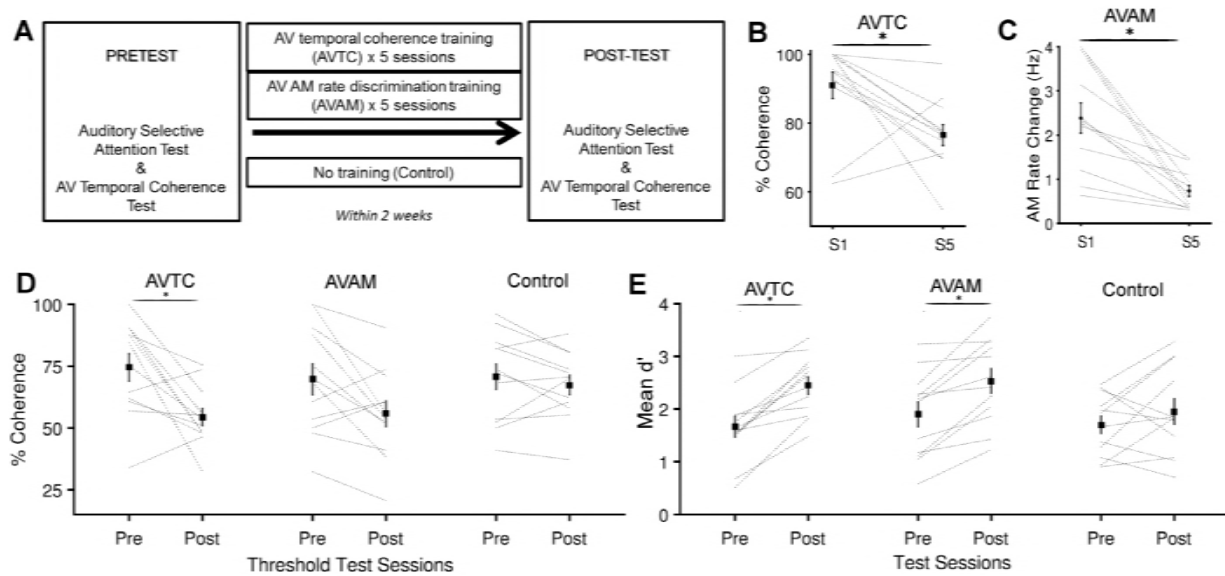 A
PRETEST
Auditory Selective
Attention Test
&
AV Temporal Coherence
Test
AV temporal coherence training
(AVTC) x 5 sessions
AV AM rate discrimination training
(AVAM) x 5 sessions
No training (Control)
Within 2 weeks
POST-TEST
Auditory Selective
Attention Test
&
AV Temporal Coherence
Test
B
AVTC
*
% Coherence
100
80
60
S1 S5
C
AVAM
*
AM Rate Change (Hz)
4
3
2
1
0
S1 S5
D
AVTC AVAM Control
*
% Coherence
100
75
50
25
Pre Post Pre Post Pre Post
Threshold Test Sessions
E
AVTC AVAM Control
* *
Mean d'
4
3
2
1
0
Pre Post Pre Post Pre Post
Test Sessions